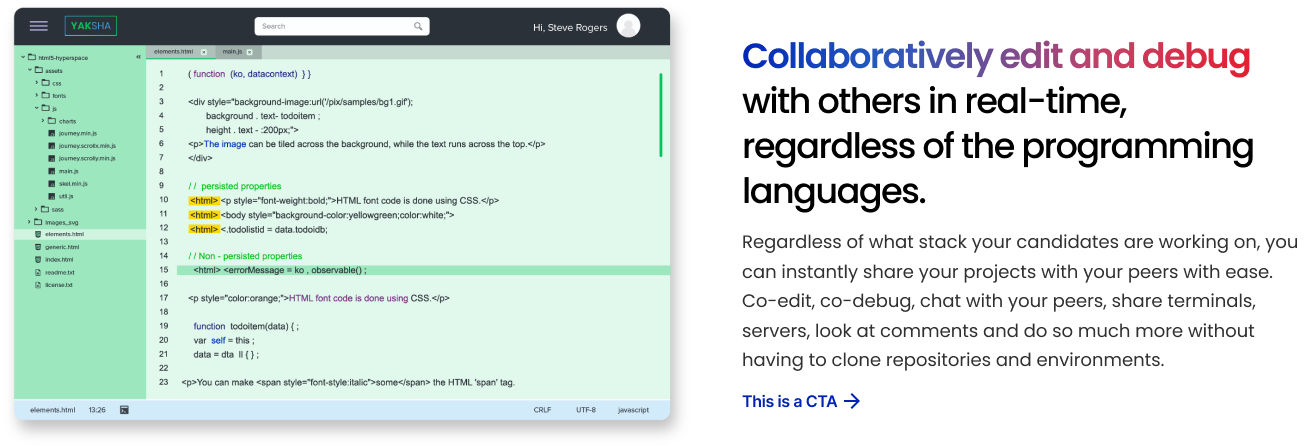 YAKSHA
Search
Hi, Steve Rogers
html5-hyperspace
«
assets
css
fonts
js
charts
journey.min.js
journey.scrollx.min.js
journey.scrolly.min.js
main.js
skel.min.js
util.js
sass
images_svg
elements.html
generic.html
index.html
readme.txt
license.txt
elements.html x main.js x
1 ( function (ko, datacontext) } }
2
3 <div style="background-image:url('/pix/samples/bg1.gif');
4 background . text- todoitem ;
5 height . text - :200px;">
6 <p>The image can be tiled across the background, while the text runs across the top.</p>
7 </div>
8
9 / / persisted properties
10 <html> <p style="font-weight:bold;">HTML font code is done using CSS.</p>
11 <html> <body style="background-color:yellowgreen;color:white;">
12 <html> <.todolistid = data.todoidb;
13
14 / / Non - persisted properties
15 <html> <errorMessage = ko , observable() ;
16
17 <p style="color:orange;">HTML font code is done using CSS.</p>
18
19 function todoitem(data) { ;
20 var self = this ;
21 data = dta || { } ;
22
23 <p>You can make <span style="font-style:italic">some</span> the HTML 'span' tag.
elements.html 13:26 CRLF UTF-8 javascript
Collaboratively edit and debug
with others in real-time,
regardless of the programming
languages.
Regardless of what stack your candidates are working on, you
can instantly share your projects with your peers with ease.
Co-edit, co-debug, chat with your peers, share terminals,
servers, look at comments and do so much more without
having to clone repositories and environments.
This is a CTA →